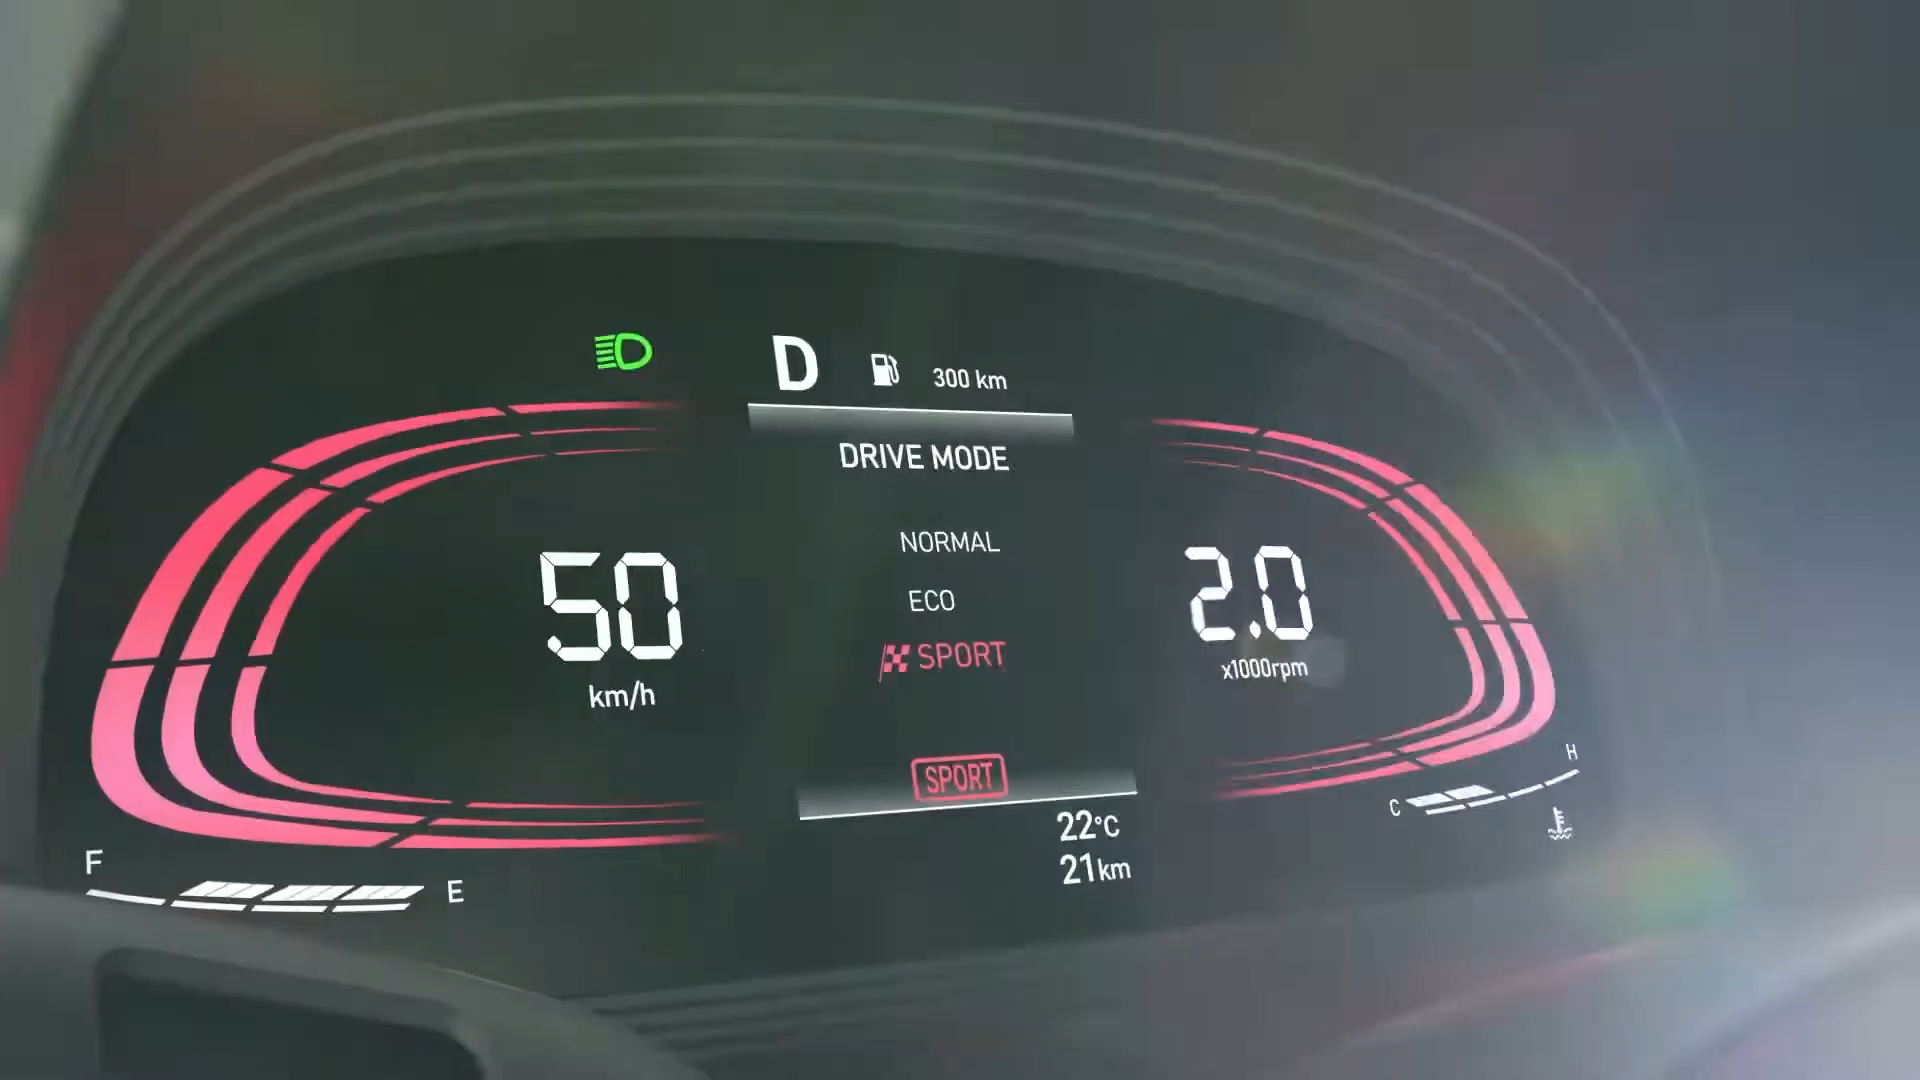 D 300 km
DRIVE MODE
NORMAL
ECO
SPORT
50
km/h
2.0
x1000rpm
SPORT
22°C
21km
F E
C H